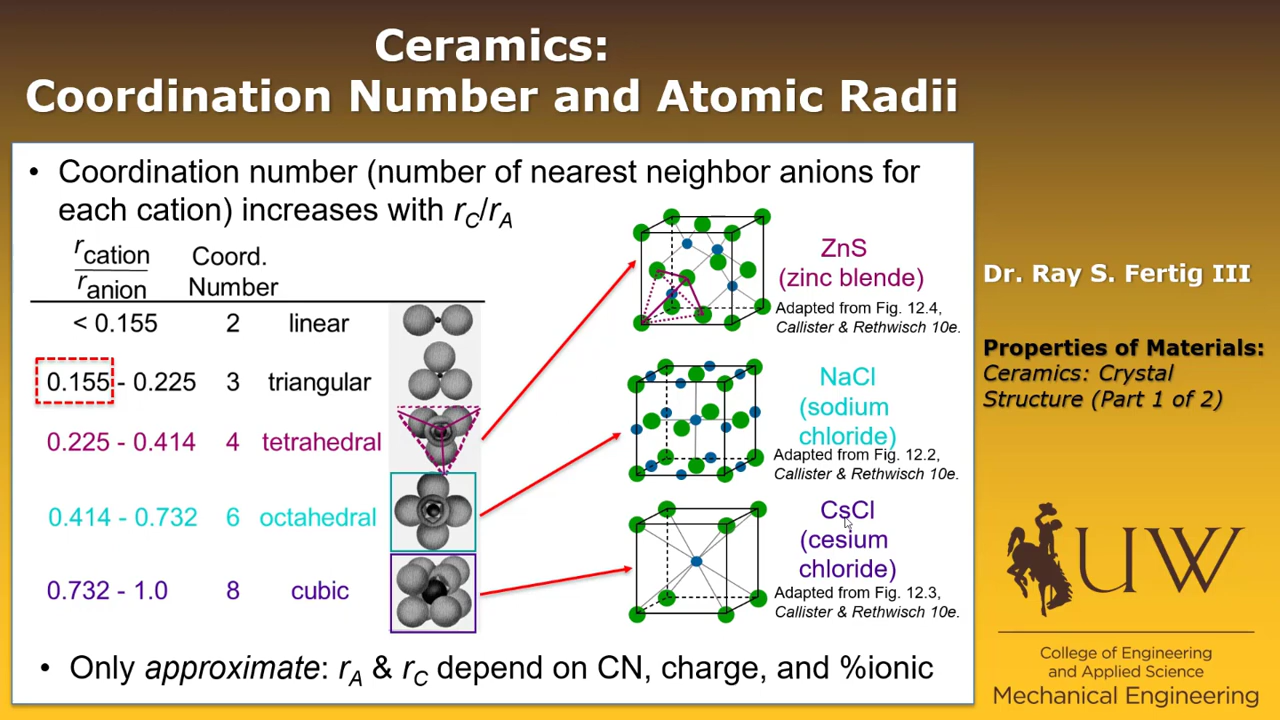 Ceramics:
Coordination Number and Atomic Radii
• Coordination number (number of nearest neighbor anions for
each cation) increases with rC/rA
rcation
ranion
Coord.
Number
< 0.155 2 linear
0.155 - 0.225 3 triangular
0.225 - 0.414 4 tetrahedral
0.414 - 0.732 6 octahedral
0.732 - 1.0 8 cubic
ZnS
(zinc blende)
Adapted from Fig. 12.4,
Callister & Rethwisch 10e.
NaCl
(sodium
chloride)
Adapted from Fig. 12.2,
Callister & Rethwisch 10e.
CsCl
(cesium
chloride)
Adapted from Fig. 12.3,
Callister & Rethwisch 10e.
• Only approximate: rA & rC depend on CN, charge, and %ionic
Dr. Ray S. Fertig III
Properties of Materials:
Ceramics: Crystal
Structure (Part 1 of 2)
UW
College of Engineering
and Applied Science
Mechanical Engineering